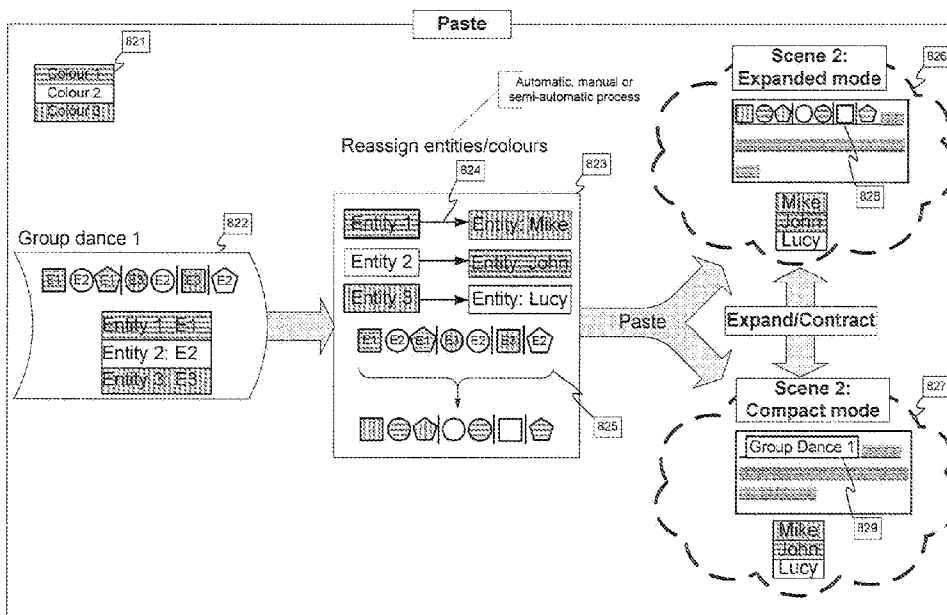 Paste
821
Colour 1
Colour 2
Colour 3
Automatic, manual or
semi-automatic process
Reassign entities/colours
824
823
822
Group dance 1
E1 E2 E1 E3 E2 E3 E2
Entity 1: E1
Entity 2: E2
Entity 3: E3
Entity 1
Entity: Mike
Entity 2
Entity: John
Entity 3
Entity: Lucy
E1 E2 E1 E3 E2 E3 E2
825
Paste
Scene 2:
Expanded mode
826
828
Mike
John
Lucy
Expand/Contract
Scene 2:
Compact mode
827
Group Dance 1
829
Mike
John
Lucy